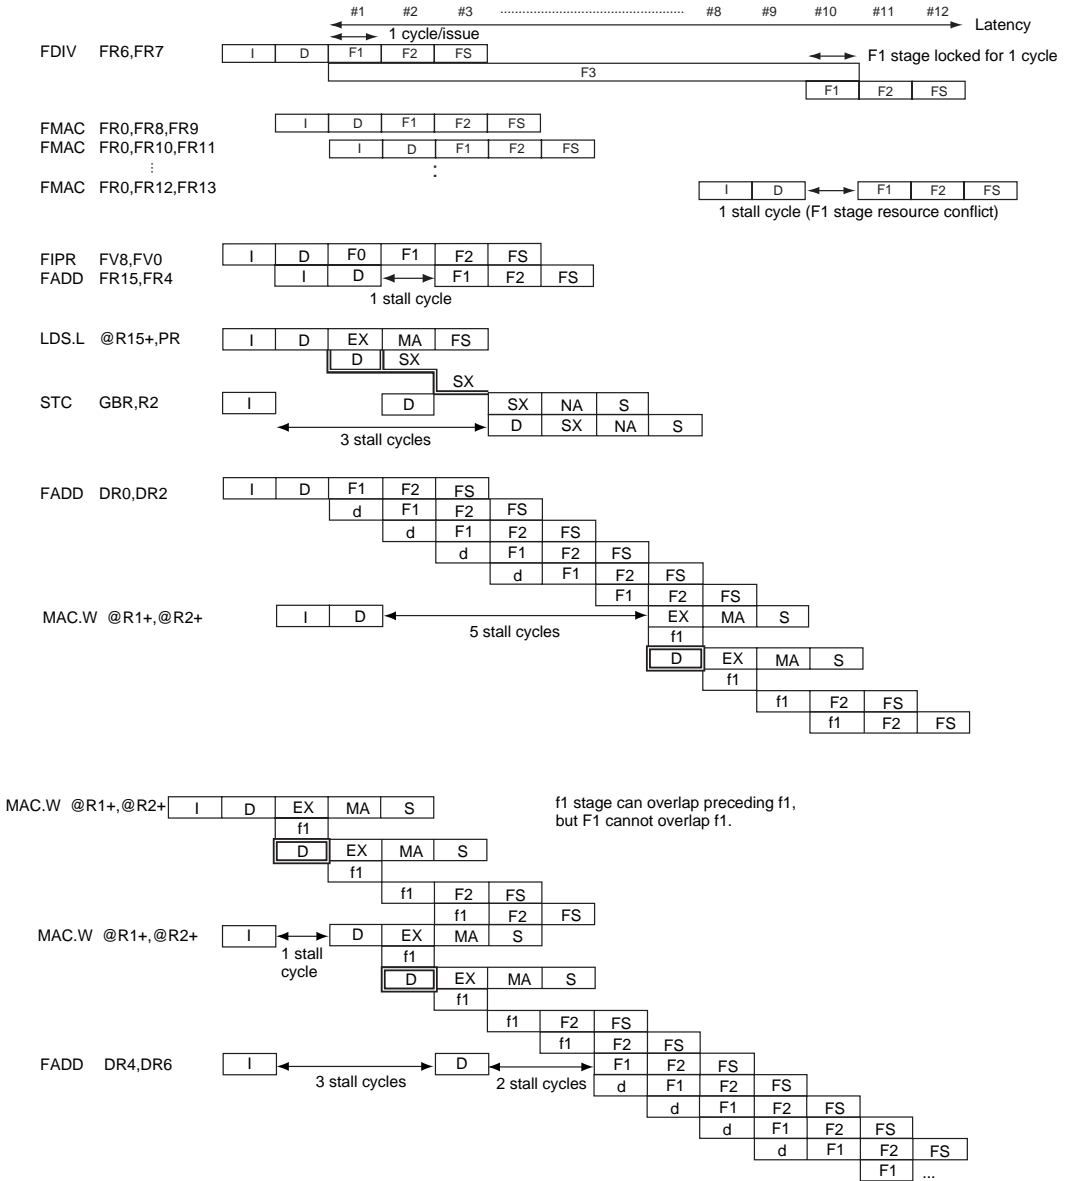 #1 #2 #3 #8 #9 #10 #11 #12
Latency
1 cycle/issue
FDIV FR6,FR7 I D F1 F2 FS
F1 stage locked for 1 cycle
F3
F1 F2 FS
FMAC FR0,FR8,FR9 I D F1 F2 FS
FMAC FR0,FR10,FR11 I D F1 F2 FS
FMAC FR0,FR12,FR13 I D F1 F2 FS
1 stall cycle (F1 stage resource conflict)
FIPR FV8,FV0 I D F0 F1 F2 FS
FADD FR15,FR4 I D F1 F2 FS
1 stall cycle
LDS.L @R15+,PR I D EX MA FS
D SX
SX
STC GBR,R2 I D SX NA S
D SX NA S
3 stall cycles
FADD DR0,DR2 I D F1 F2 FS
d F1 F2 FS
d F1 F2 FS
d F1 F2 FS
d F1 F2 FS
F1 F2 FS
MAC.W @R1+,@R2+ I D EX MA S
5 stall cycles
f1
D EX MA S
f1
f1 F2 FS
f1 F2 FS
MAC.W @R1+,@R2+ I D EX MA S
f1 stage can overlap preceding f1,
but F1 cannot overlap f1.
f1
D EX MA S
f1
f1 F2 FS
f1 F2 FS
MAC.W @R1+,@R2+ I D EX MA S
1 stall
cycle
f1
D EX MA S
f1
f1 F2 FS
f1 F2 FS
FADD DR4,DR6 I D F1 F2 FS
3 stall cycles 2 stall cycles
d F1 F2 FS
d F1 F2 FS
d F1 F2 FS
d F1 F2 FS
F1 ...